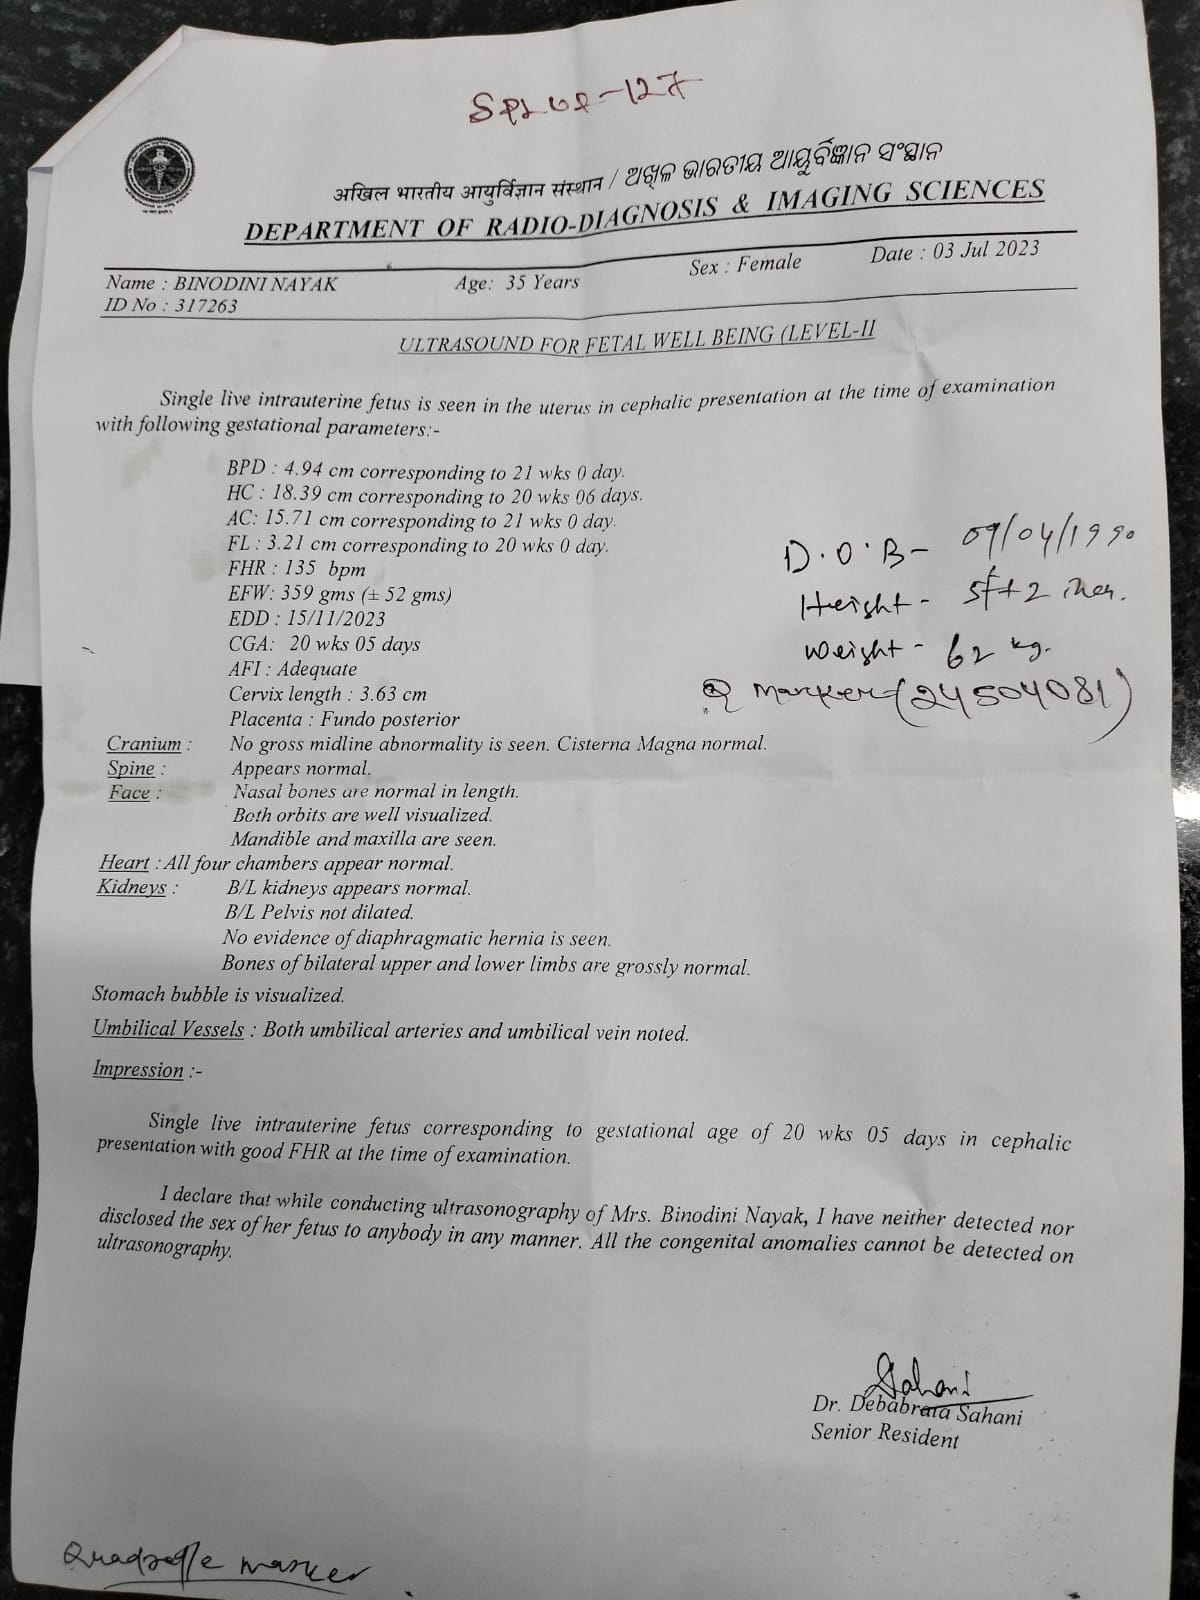 अखिल भारतीय आयुर्विज्ञान संस्थान / ଅଖିଳ ଭାରତୀୟ ଆୟୁର୍ବିଜ୍ଞାନ ସଂସ୍ଥାନ
DEPARTMENT OF RADIO-DIAGNOSIS & IMAGING SCIENCES
Name : BINODINI NAYAK Age: 35 Years Sex : Female Date : 03 Jul 2023
ID No : 317263
ULTRASOUND FOR FETAL WELL BEING (LEVEL-II
Single live intrauterine fetus is seen in the uterus in cephalic presentation at the time of examination
with following gestational parameters:-
BPD : 4.94 cm corresponding to 21 wks 0 day.
HC : 18.39 cm corresponding to 20 wks 06 days.
AC: 15.71 cm corresponding to 21 wks 0 day.
FL : 3.21 cm corresponding to 20 wks 0 day.
FHR : 135 bpm
EFW: 359 gms (± 52 gms)
EDD : 15/11/2023
CGA: 20 wks 05 days
AFI : Adequate
Cervix length : 3.63 cm
Placenta : Fundo posterior
D.O.B - 09/04/1990
Height - 5ft 2
Weight - 62 kg.
Q marker (24504081)
Cranium : No gross midline abnormality is seen. Cisterna Magna normal.
Spine : Appears normal.
Face : Nasal bones are normal in length.
Both orbits are well visualized.
Mandible and maxilla are seen.
Heart : All four chambers appear normal.
Kidneys : B/L kidneys appears normal.
B/L Pelvis not dilated.
No evidence of diaphragmatic hernia is seen.
Bones of bilateral upper and lower limbs are grossly normal.
Stomach bubble is visualized.
Umbilical Vessels : Both umbilical arteries and umbilical vein noted.
Impression :-
Single live intrauterine fetus corresponding to gestational age of 20 wks 05 days in cephalic
presentation with good FHR at the time of examination.
I declare that while conducting ultrasonography of Mrs. Binodini Nayak, I have neither detected nor
disclosed the sex of her fetus to anybody in any manner. All the congenital anomalies cannot be detected on
ultrasonography.
Sahani
Dr. Debabrata Sahani
Senior Resident
Quadraple marker